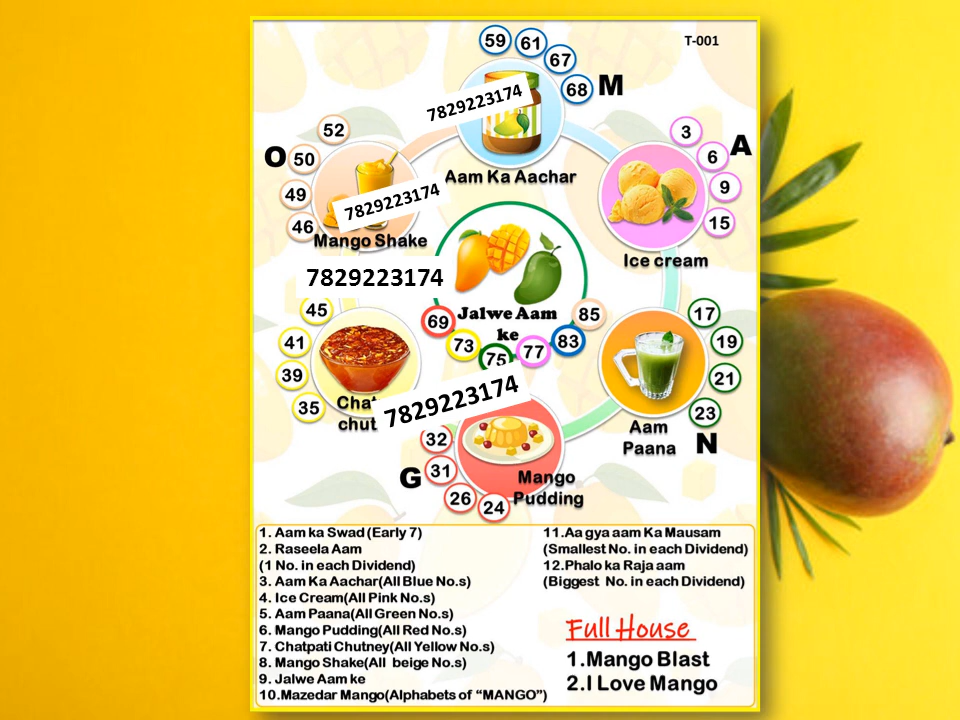 T-001
59 61 67 68 M
7829223174
Aam Ka Aachar
3 6 9 15 A
Ice cream
O 52 50 49 46
7829223174
Mango Shake
7829223174
Jalwe Aam
ke
69 73 75 77 83 85
45 41 39 35
17 19 21 23 N
Aam
Paana
7829223174
G 32 31 26 24
Mango
Pudding
1. Aam ka Swad (Early 7)
2. Raseela Aam
(1 No. in each Dividend)
3. Aam Ka Aachar(All Blue No.s)
4. Ice Cream(All Pink No.s)
5. Aam Paana(All Green No.s)
6. Mango Pudding(All Red No.s)
7. Chatpati Chutney(All Yellow No.s)
8. Mango Shake(All beige No.s)
9. Jalwe Aam ke
10.Mazedar Mango(Alphabets of “MANGO”)
11.Aa gya aam Ka Mausam
(Smallest No. in each Dividend)
12.Phalo ka Raja aam
(Biggest No. in each Dividend)
Full House
1.Mango Blast
2.I Love Mango